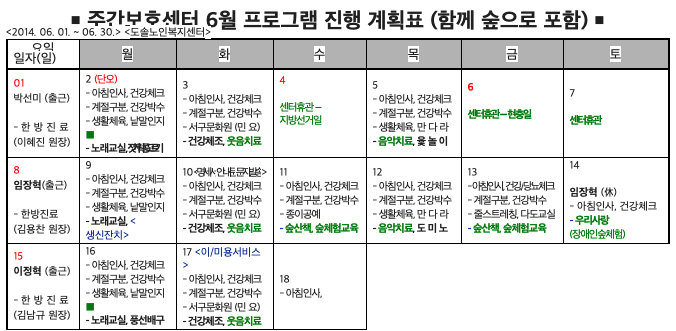 ■ 주간보호센터 6월 프로그램 진행 계획표 (함께 숲으로 포함) ■
<2014. 06. 01. ~ 06. 30.> <도솔노인복지센터>
요일
일자(일)
월
화
수
목
금
토
01
박선미 (출근)
- 한 방 진 료
(이혜진 원장)
2 (단오)
- 아침인사, 건강체크
- 계절구분, 건강박수
- 생활체육, 낱말인지
■
- 노래교실,
3
- 아침인사, 건강체크
- 계절구분, 건강박수
- 서구문화원 (민 요)
- 건강체조, 웃음치료
4
센터휴관 –
지방선거일
5
- 아침인사, 건강체크
- 계절구분, 건강박수
- 생활체육, 만 다 라
- 음악치료, 윷 놀 이
6
센터휴관 – 현충일
7
센터휴관
8
임장혁(출근)
- 한방진료
(김용찬 원장)
9
- 아침인사, 건강체크
- 계절구분, 건강박수
- 생활체육, 낱말인지
- 노래교실, <
생신잔치>
10
- 아침인사, 건강체크
- 계절구분, 건강박수
- 서구문화원 (민 요)
- 건강체조, 웃음치료
11
- 아침인사, 건강체크
- 계절구분, 건강박수
- 종이공예
- 숲산책, 숲체험교육
12
- 아침인사, 건강체크
- 계절구분, 건강박수
- 생활체육, 만 다 라
- 음악치료, 도 미 노
13
- 아침인사, 건강/당뇨체크
- 계절구분, 건강박수
- 줄스트레칭, 다도교실
- 숲산책, 숲체험교육
14
임장혁 (休)
- 아침인사, 건강체크
- 우리사랑
(장애인숲체험)
15
이정혁 (출근)
- 한 방 진 료
(김남규 원장)
16
- 아침인사, 건강체크
- 계절구분, 건강박수
- 생활체육, 낱말인지
■
- 노래교실, 풍선배구
17 <이/미용서비스
>
- 아침인사, 건강체크
- 계절구분, 건강박수
- 서구문화원 (민 요)
- 건강체조, 웃음치료
18
- 아침인사,